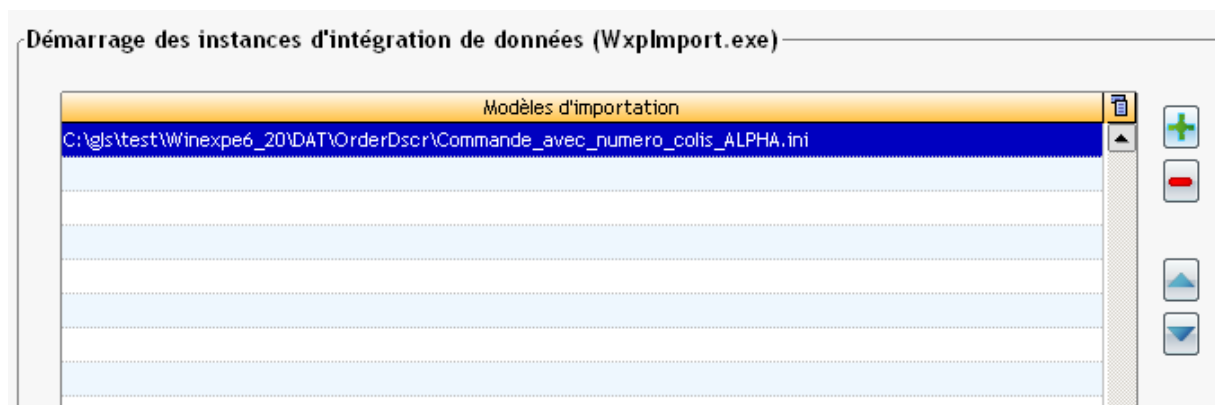 Démarrage des instances d'intégration de données (WxpImport.exe)
Modèles d'importation
C:\gls\test\Winexpe6_20\DAT\OrderDscr\Commande_avec_numero_colis_ALPHA.ini